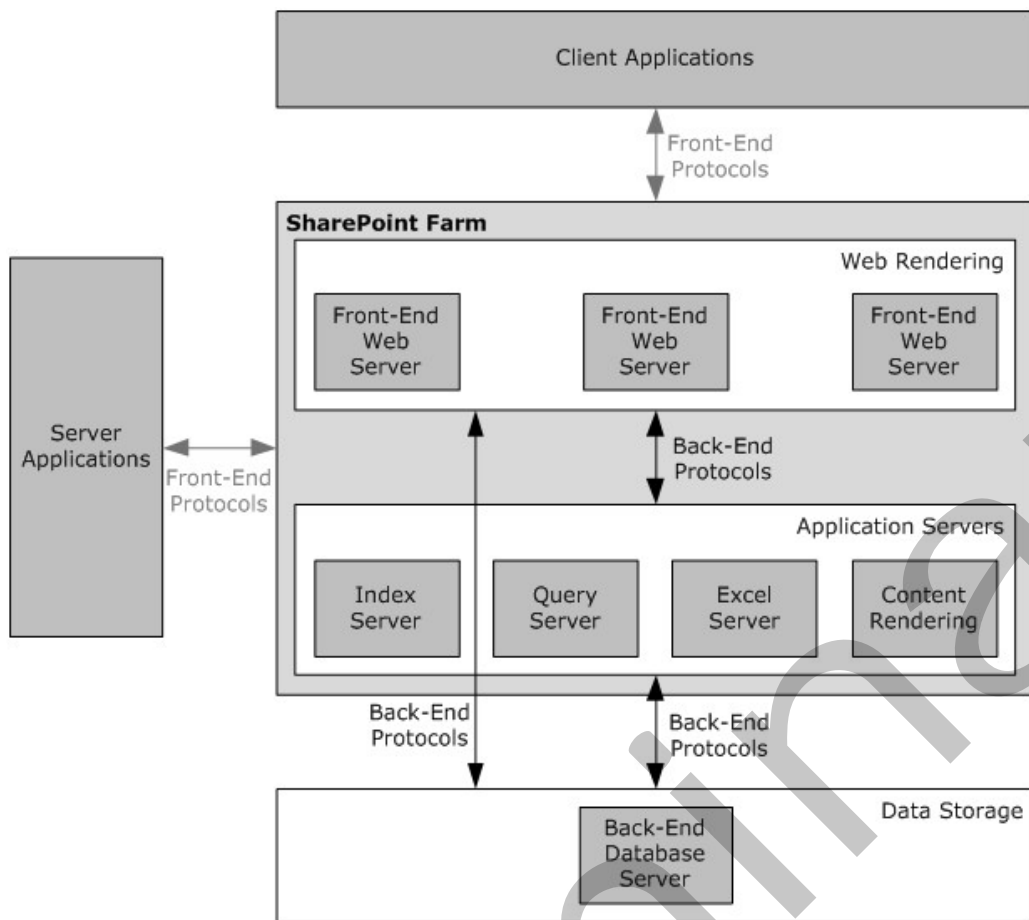 Client Applications
Front-End
Protocols
SharePoint Farm
Web Rendering
Front-End
Web
Server
Front-End
Web
Server
Front-End
Web
Server
Server
Applications
Front-End
Protocols
Back-End
Protocols
Application Servers
Index
Server
Query
Server
Excel
Server
Content
Rendering
Back-End
Protocols
Back-End
Protocols
Data Storage
Back-End
Database
Server